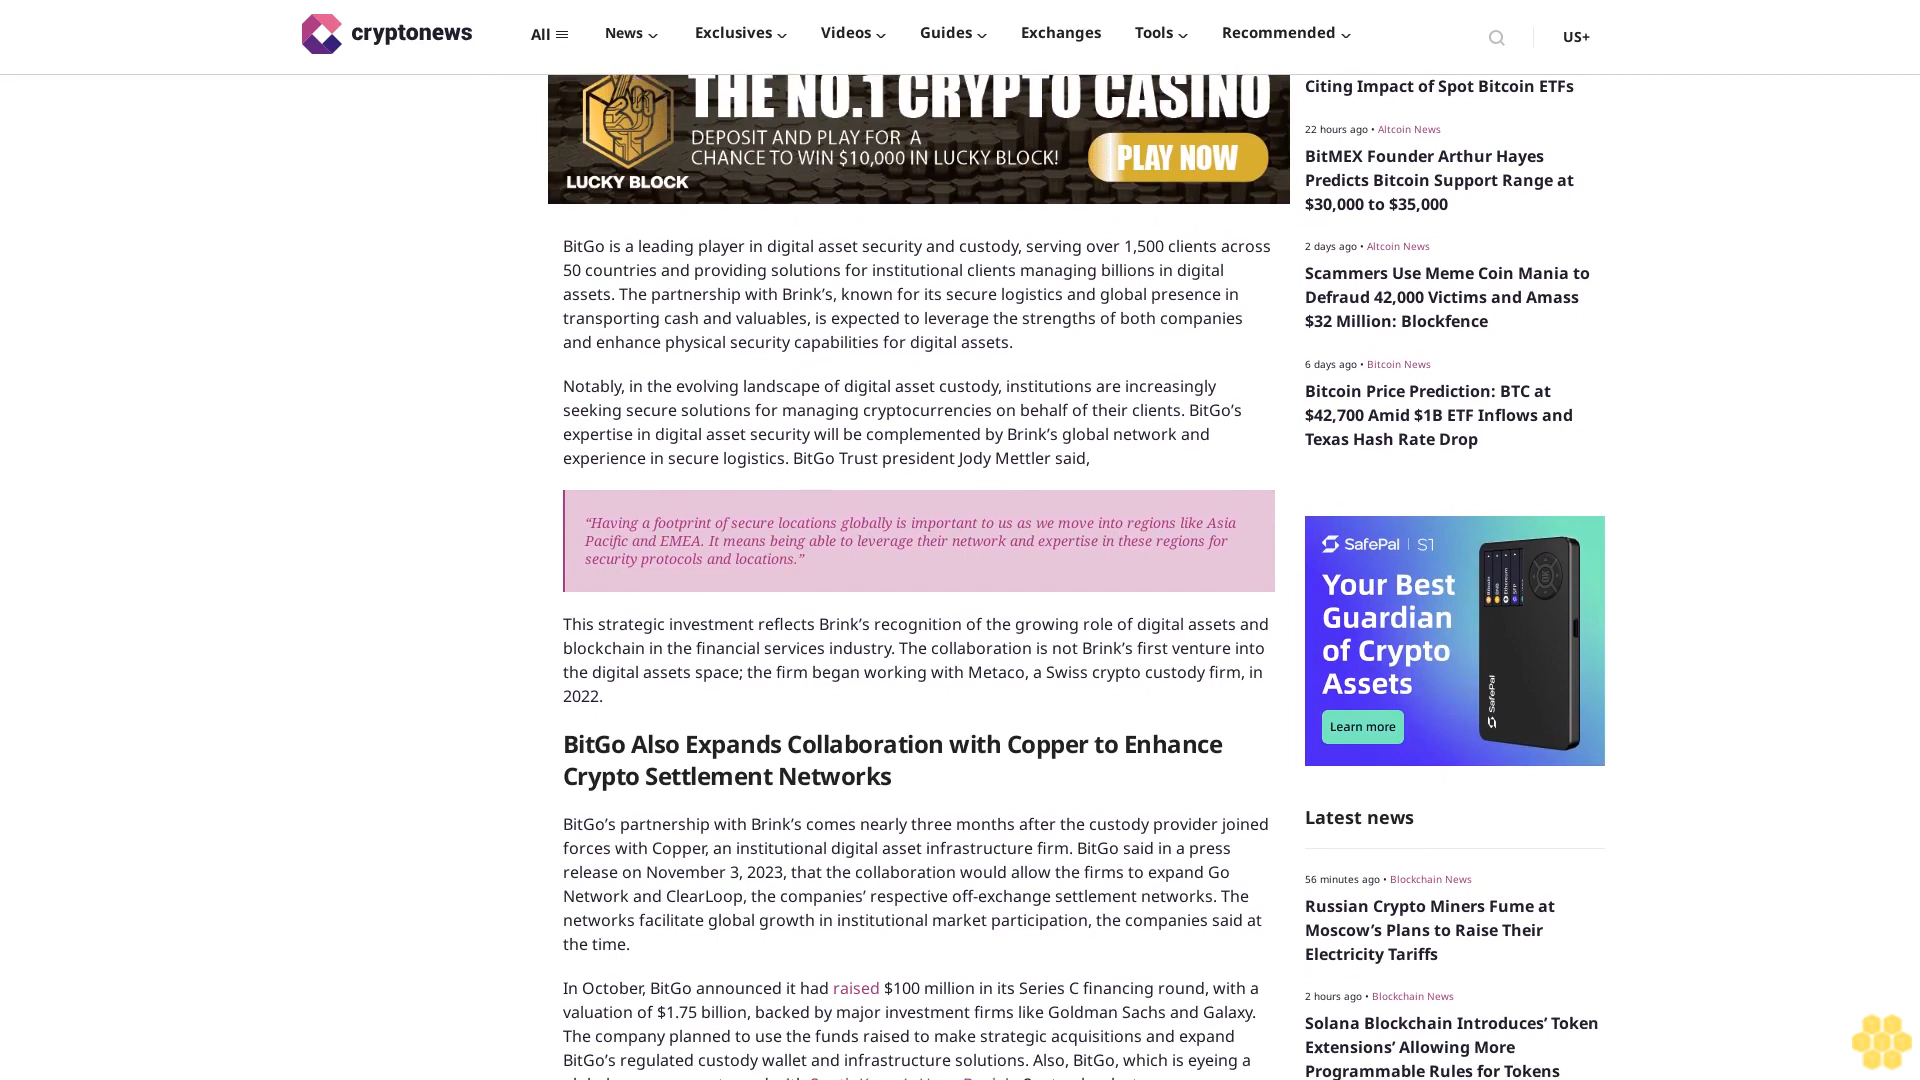 cryptonews
All
News
Exclusives
Videos
Guides
Exchanges
Tools
Recommended
US+
THE NO.1 CRYPTO CASINO
DEPOSIT AND PLAY FOR A
CHANCE TO WIN $10,000 IN LUCKY BLOCK!
PLAY NOW
LUCKY BLOCK
BitGo is a leading player in digital asset security and custody, serving over 1,500 clients across
50 countries and providing solutions for institutional clients managing billions in digital
assets. The partnership with Brink’s, known for its secure logistics and global presence in
transporting cash and valuables, is expected to leverage the strengths of both companies
and enhance physical security capabilities for digital assets.
Notably, in the evolving landscape of digital asset custody, institutions are increasingly
seeking secure solutions for managing cryptocurrencies on behalf of their clients. BitGo’s
expertise in digital asset security will be complemented by Brink’s global network and
experience in secure logistics. BitGo Trust president Jody Mettler said,
“Having a footprint of secure locations globally is important to us as we move into regions like Asia
Pacific and EMEA. It means being able to leverage their network and expertise in these regions for
security protocols and locations.”
This strategic investment reflects Brink’s recognition of the growing role of digital assets and
blockchain in the financial services industry. The collaboration is not Brink’s first venture into
the digital assets space; the firm began working with Metaco, a Swiss crypto custody firm, in
2022.
BitGo Also Expands Collaboration with Copper to Enhance
Crypto Settlement Networks
BitGo’s partnership with Brink’s comes nearly three months after the custody provider joined
forces with Copper, an institutional digital asset infrastructure firm. BitGo said in a press
release on November 3, 2023, that the collaboration would allow the firms to expand Go
Network and ClearLoop, the companies’ respective off-exchange settlement networks. The
networks facilitate global growth in institutional market participation, the companies said at
the time.
In October, BitGo announced it had raised $100 million in its Series C financing round, with a
valuation of $1.75 billion, backed by major investment firms like Goldman Sachs and Galaxy.
The company planned to use the funds raised to make strategic acquisitions and expand
BitGo’s regulated custody wallet and infrastructure solutions. Also, BitGo, which is eyeing a
Citing Impact of Spot Bitcoin ETFs
22 hours ago • Altcoin News
BitMEX Founder Arthur Hayes
Predicts Bitcoin Support Range at
$30,000 to $35,000
2 days ago • Altcoin News
Scammers Use Meme Coin Mania to
Defraud 42,000 Victims and Amass
$32 Million: Blockfence
6 days ago • Bitcoin News
Bitcoin Price Prediction: BTC at
$42,700 Amid $1B ETF Inflows and
Texas Hash Rate Drop
SafePal | S1
Your Best
Guardian
of Crypto
Assets
Learn more
SafePal
Latest news
56 minutes ago • Blockchain News
Russian Crypto Miners Fume at
Moscow’s Plans to Raise Their
Electricity Tariffs
2 hours ago • Blockchain News
Solana Blockchain Introduces’ Token
Extensions’ Allowing More
Programmable Rules for Tokens